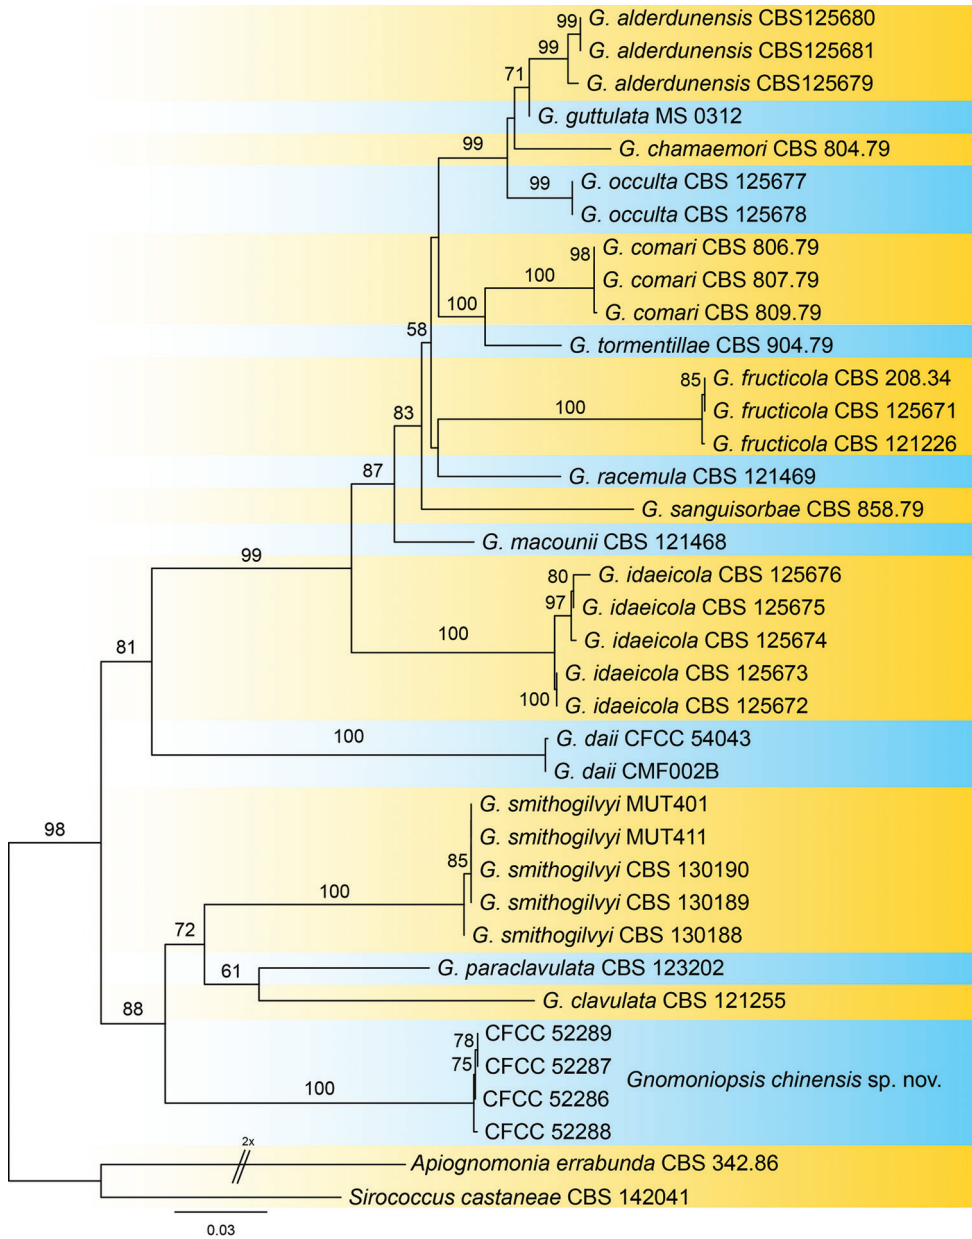 99
G. alderdunensis CBS125680
99
G. alderdunensis CBS125681
71
G. alderdunensis CBS125679
G. guttulata MS 0312
99
G. chamaemori CBS 804.79
99
G. occulta CBS 125677
G. occulta CBS 125678
98
G. comari CBS 806.79
100
G. comari CBS 807.79
100
G. comari CBS 809.79
58
G. tormentillae CBS 904.79
85
G. fructicola CBS 208.34
100
G. fructicola CBS 125671
83
G. fructicola CBS 121226
87
G. racemula CBS 121469
G. sanguisorbae CBS 858.79
G. macounii CBS 121468
99
80
G. idaeicola CBS 125676
97
G. idaeicola CBS 125675
100
G. idaeicola CBS 125674
81
G. idaeicola CBS 125673
100
G. idaeicola CBS 125672
100
G. daii CFCC 54043
G. daii CMF002B
G. smithogilvyi MUT401
98
G. smithogilvyi MUT411
85
G. smithogilvyi CBS 130190
100
G. smithogilvyi CBS 130189
72
G. smithogilvyi CBS 130188
61
G. paraclavulata CBS 123202
88
G. clavulata CBS 121255
78
CFCC 52289
75
CFCC 52287
Gnomoniopsis chinensis sp. nov.
100
CFCC 52286
CFCC 52288
2x
Apiognomonia errabunda CBS 342.86
Sirococcus castaneae CBS 142041
0.03